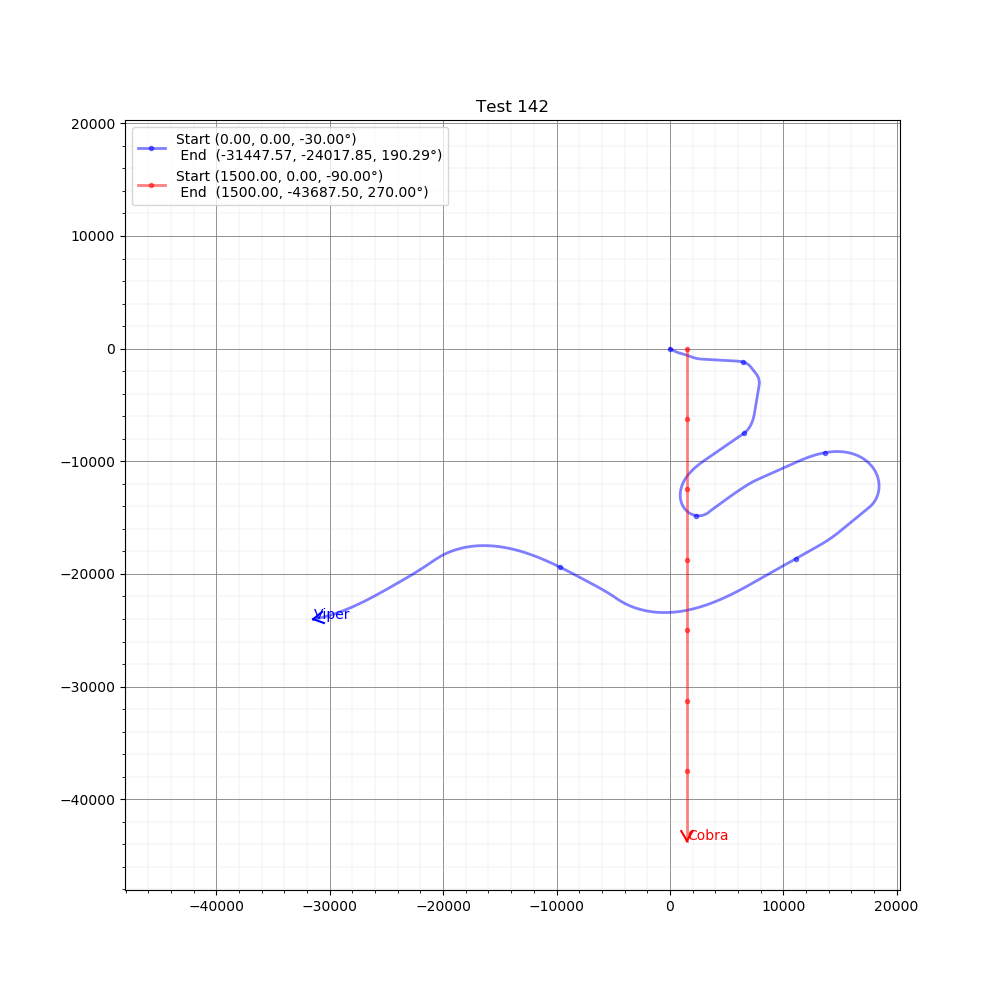 Test 142
Start (0.00, 0.00, -30.00°)
End (-31447.57, -24017.85, 190.29°)
Start (1500.00, 0.00, -90.00°)
End (1500.00, -43687.50, 270.00°)
20000
10000
0
−10000
−20000
−30000
−40000
Viper
Cobra
−40000 −30000 −20000 −10000 0 10000 20000